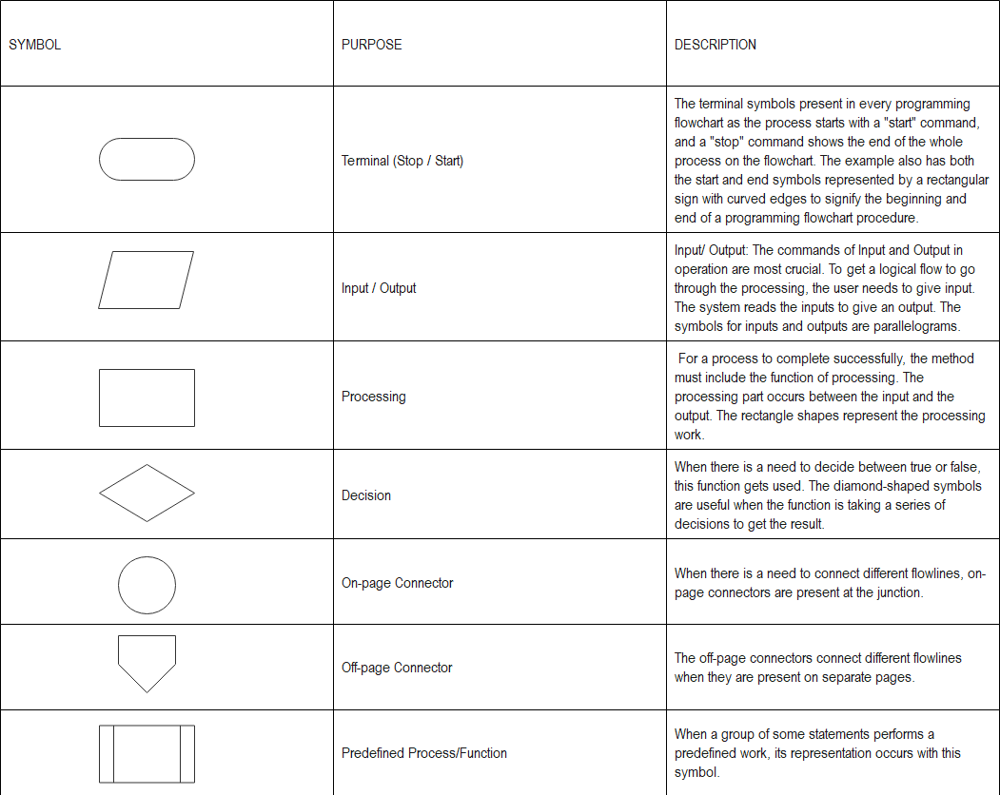 SYMBOL
PURPOSE
DESCRIPTION
Terminal (Stop / Start)
The terminal symbols present in every programming
flowchart as the process starts with a "start" command,
and a "stop" command shows the end of the whole
process on the flowchart. The example also has both
the start and end symbols represented by a rectangular
sign with curved edges to signify the beginning and
end of a programming flowchart procedure.
Input / Output
Input/ Output: The commands of Input and Output in
operation are most crucial. To get a logical flow to go
through the processing, the user needs to give input.
The system reads the inputs to give an output. The
symbols for inputs and outputs are parallelograms.
Processing
For a process to complete successfully, the method
must include the function of processing. The
processing part occurs between the input and the
output. The rectangle shapes represent the processing
work.
Decision
When there is a need to decide between true or false,
this function gets used. The diamond-shaped symbols
are useful when the function is taking a series of
decisions to get the result.
On-page Connector
When there is a need to connect different flowlines, on-
page connectors are present at the junction.
Off-page Connector
The off-page connectors connect different flowlines
when they are present on separate pages.
Predefined Process/Function
When a group of some statements performs a
predefined work, its representation occurs with this
symbol.